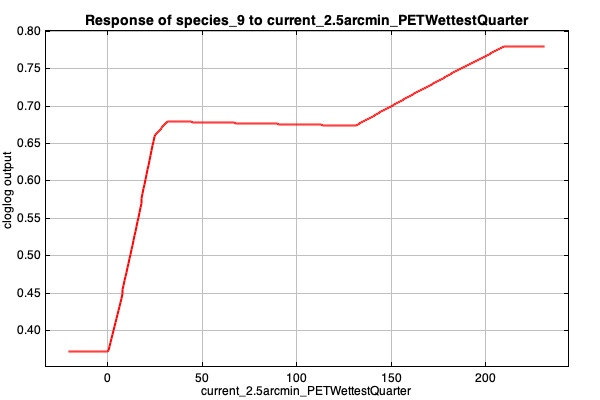 Response of species_9 to current_2.5arcmin_PETWettestQuarter
cloglog output
0.80
0.75
0.70
0.65
0.60
0.55
0.50
0.45
0.40
0 50 100 150 200
current_2.5arcmin_PETWettestQuarter